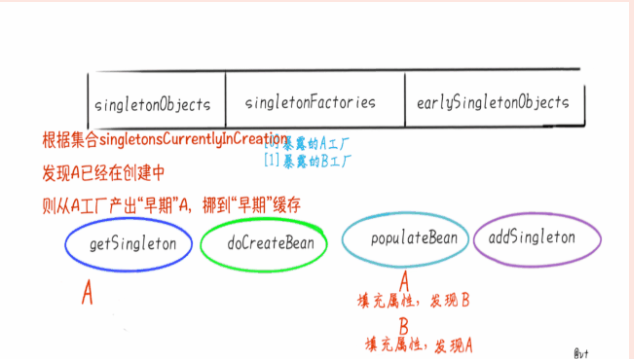 singletonObjects singletonFactories earlySingletonObjects
根据集合singletonsCurrentlyInCreation
[0]暴露的A工厂
[1]暴露的B工厂
发现A已经在创建中
则从A工厂产出“早期”A，挪到“早期”缓存
getSingleton doCreateBean populateBean addSingleton
A
A
填充属性，发现B
B
填充属性，发现A